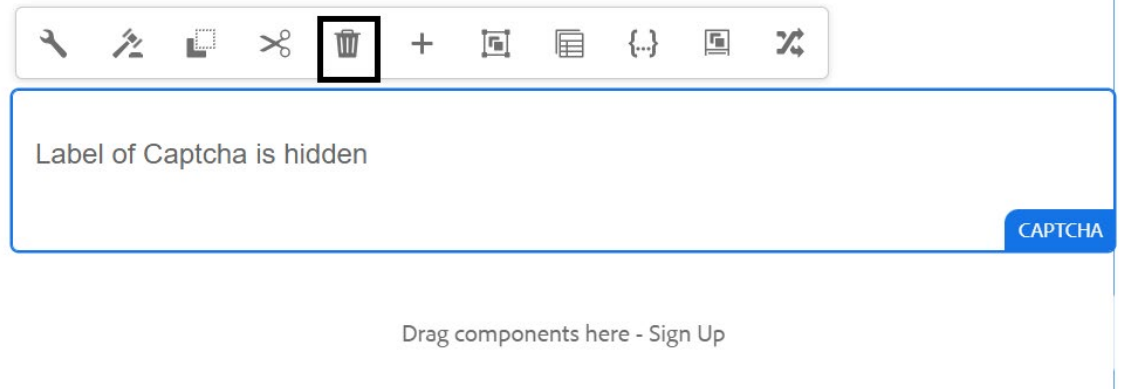 {...}
Label of Captcha is hidden
CAPTCHA
Drag components here - Sign Up